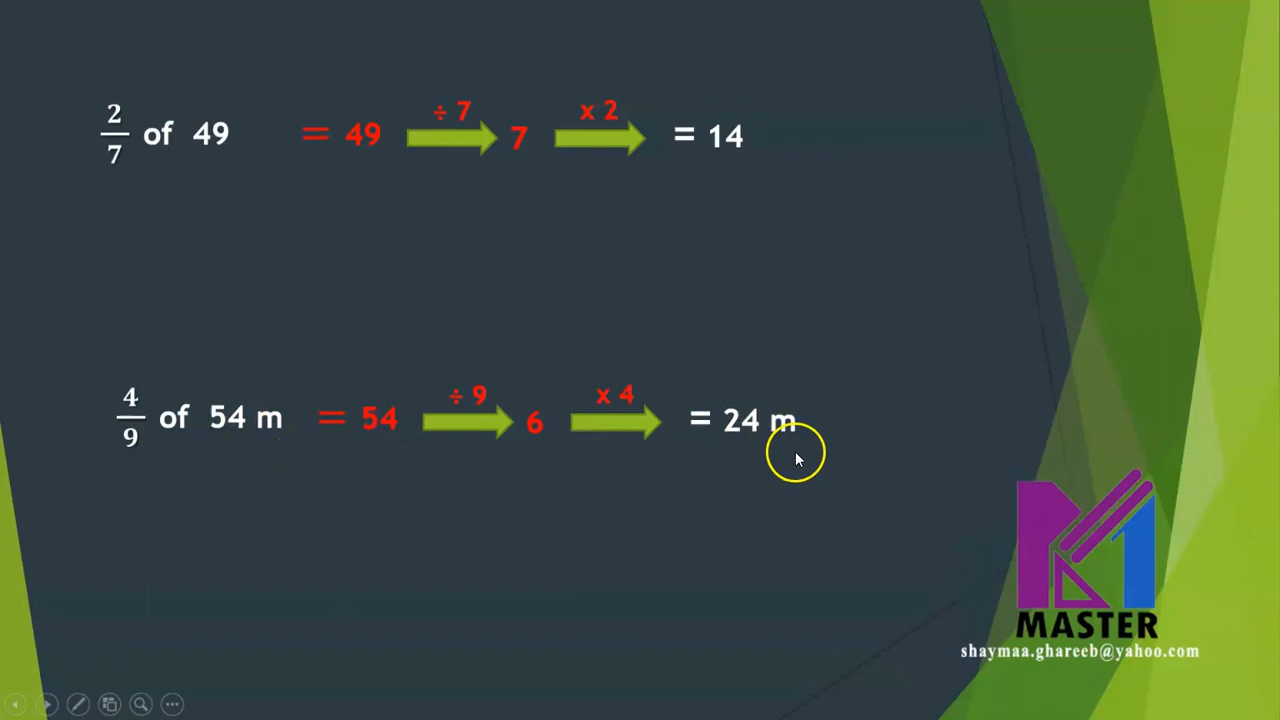 ÷ 7 x 2
2/7 of 49 = 49 7 = 14
÷ 9 x 4
4/9 of 54 m = 54 6 = 24 m
M1
MASTER
shaymaa.ghareeb@yahoo.com